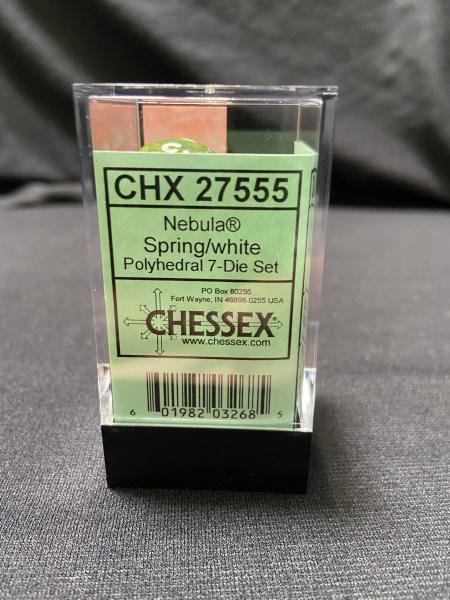 CHX 27555
Nebula®
Spring/white
Polyhedral 7-Die Set
PO Box 80255
Fort Wayne, IN 46898-0255 USA
CHESSEX®
www.chessex.com
6 01982 03268 5